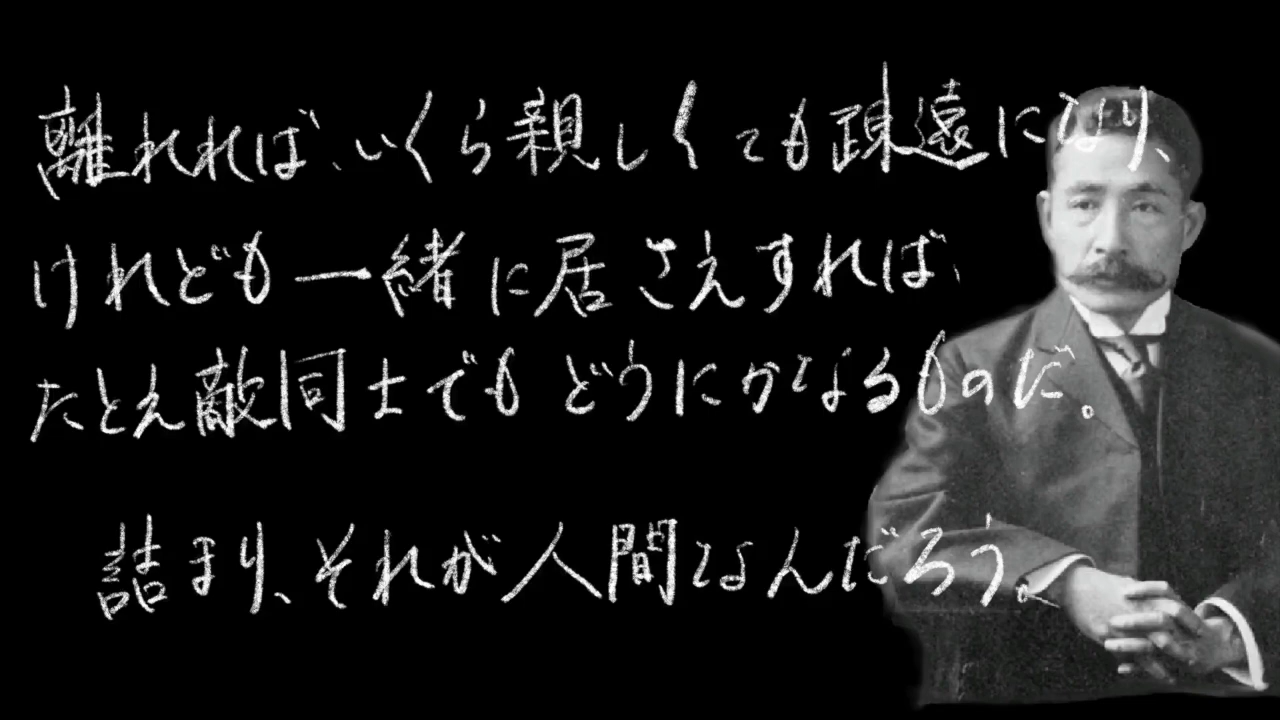 離れれば、いくら親しくても疎遠になり、
けれども一緒に居さえすれば、
たとえ敵同士でもどうにかなるものだ。
詰まり、それが人間なんだろう。